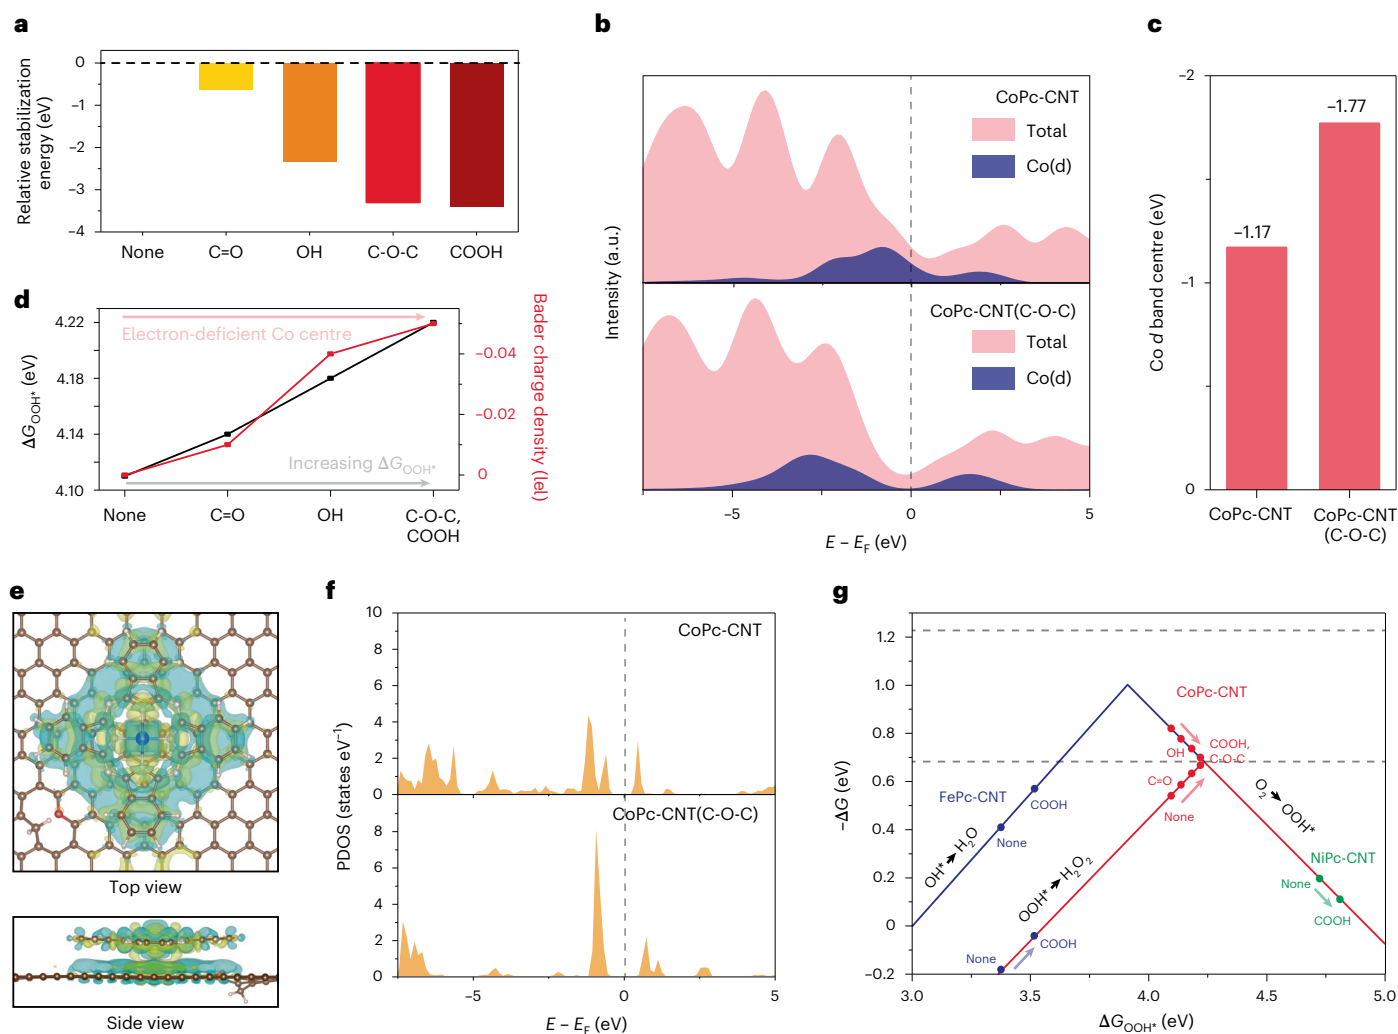 a
Relative stabilization
energy (eV)
0
−1
−2
−3
−4
None
C=O
OH
C-O-C
COOH
b
Intensity (a.u.)
CoPc-CNT
Total
Co(d)
CoPc-CNT(C-O-C)
Total
Co(d)
−5
0
5
E − E_F (eV)
c
Co d band centre (eV)
−2
−1
0
−1.77
−1.17
CoPc-CNT
CoPc-CNT
(C-O-C)
d
ΔG_OOH* (eV)
4.22
4.18
4.14
4.10
Electron-deficient Co centre
Increasing ΔG_OOH*
−0.04
−0.02
0
Bader charge density (lel)
None
C=O
OH
C-O-C,
COOH
e
Top view
Side view
f
PDOS (states eV⁻¹)
10
8
6
4
2
0
CoPc-CNT
8
6
4
2
0
CoPc-CNT(C-O-C)
−5
0
5
E − E_F (eV)
g
−ΔG (eV)
1.2
1.0
0.8
0.6
0.4
0.2
0
−0.2
CoPc-CNT
COOH,
C-O-C
OH
C=O
None
FePc-CNT
COOH
None
OH* → H₂O
OOH* → H₂O₂
O₂ → OOH*
NiPc-CNT
None
COOH
COOH
None
3.0
3.5
4.0
4.5
5.0
ΔG_OOH* (eV)